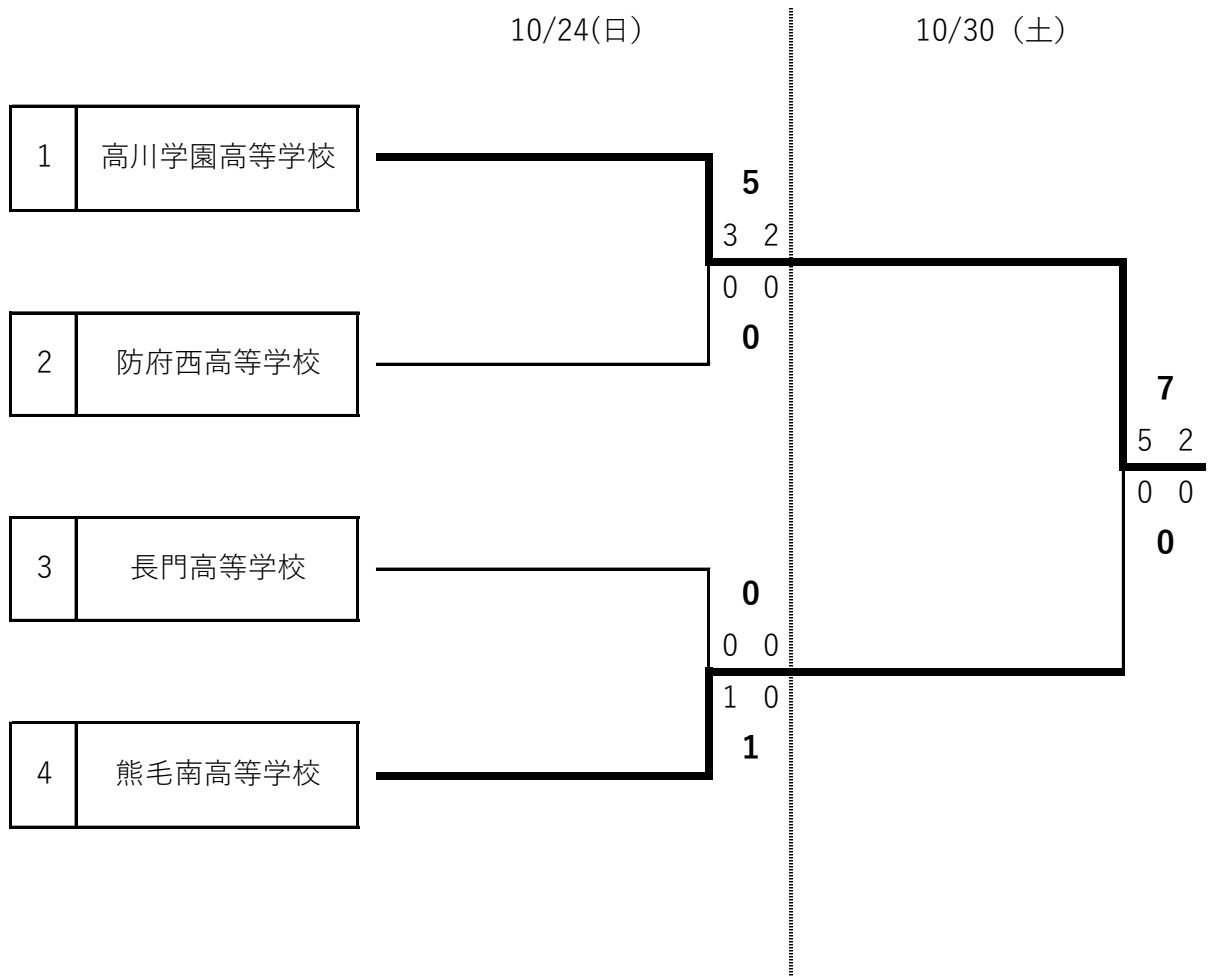 10/24(日)
10/30（土）
1 高川学園高等学校
5
3 2
0 0
0
2 防府西高等学校
7
5 2
0 0
0
3 長門高等学校
0
0 0
1 0
1
4 熊毛南高等学校